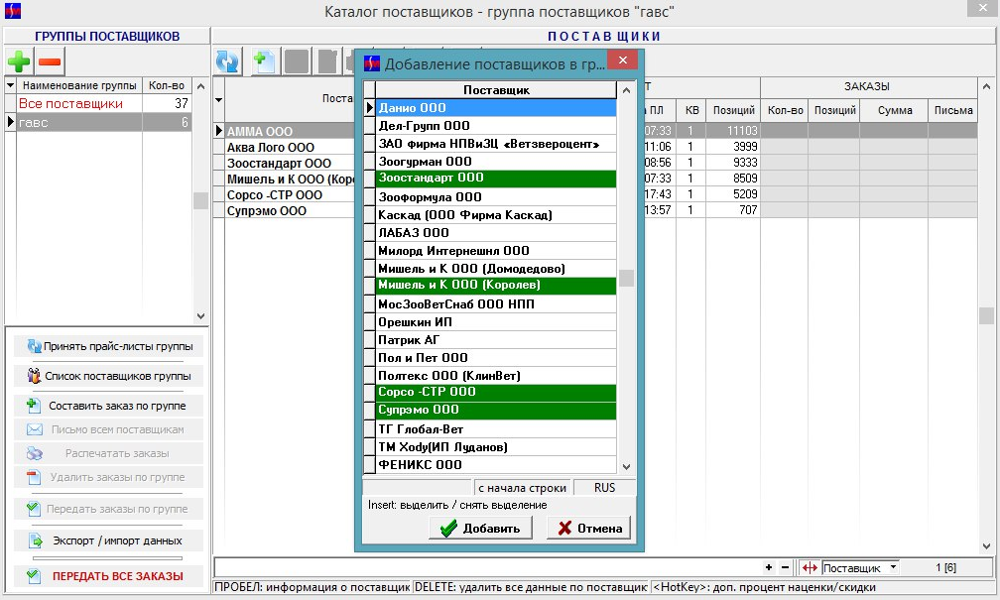 Каталог поставщиков - группа поставщиков "гавс"
ГРУППЫ ПОСТАВЩИКОВ
Наименование группы Кол-во
Все поставщики 37
гавс 6
Принять прайс-листы группы
Список поставщиков группы
Составить заказ по группе
Письмо всем поставщикам
Распечатать заказы
Удалить заказы по группе
Передать заказы по группе
Экспорт / импорт данных
ПЕРЕДАТЬ ВСЕ ЗАКАЗЫ
ПОСТАВЩИКИ
Поста Т ЗАКАЗЫ
ПЛ КВ Позиций Кол-во Позиций Сумма Письма
АММА ООО 07:33 1 11103
Аква Лого ООО 11:06 1 3999
Зоостандарт ООО 08:56 1 9333
Мишель и К ООО (Кор 07:33 1 8509
Сорсо -СТР ООО 17:43 1 5209
Супрэмо ООО 13:57 1 707
Добавление поставщиков в гр...
Поставщик
Данио ООО
Дел-Групп ООО
ЗАО фирма НПВиЗЦ «Ветзвероцент»
Зоогурман ООО
Зоостандарт ООО
Зооформула ООО
Каскад (ООО Фирма Каскад)
ЛАБАЗ ООО
Милорд Интернешнл ООО
Мишель и К ООО (Домодедово)
Мишель и К ООО (Королев)
МосЗооВетСнаб ООО НПП
Орешкин ИП
Патрик АГ
Пол и Пет ООО
Полтекс ООО (КлинВет)
Сорсо -СТР ООО
Супрэмо ООО
ТГ Глобал-Вет
ТМ Xody(ИП Луданов)
ФЕНИКС ООО
с начала строки RUS
Insert: выделить / снять выделение
Добавить Отмена
+ - Поставщик 1 [6]
ПРОБЕЛ: информация о поставщик DELETE: удалить все данные по поставщик <HotKey>: доп. процент наценки/скидки